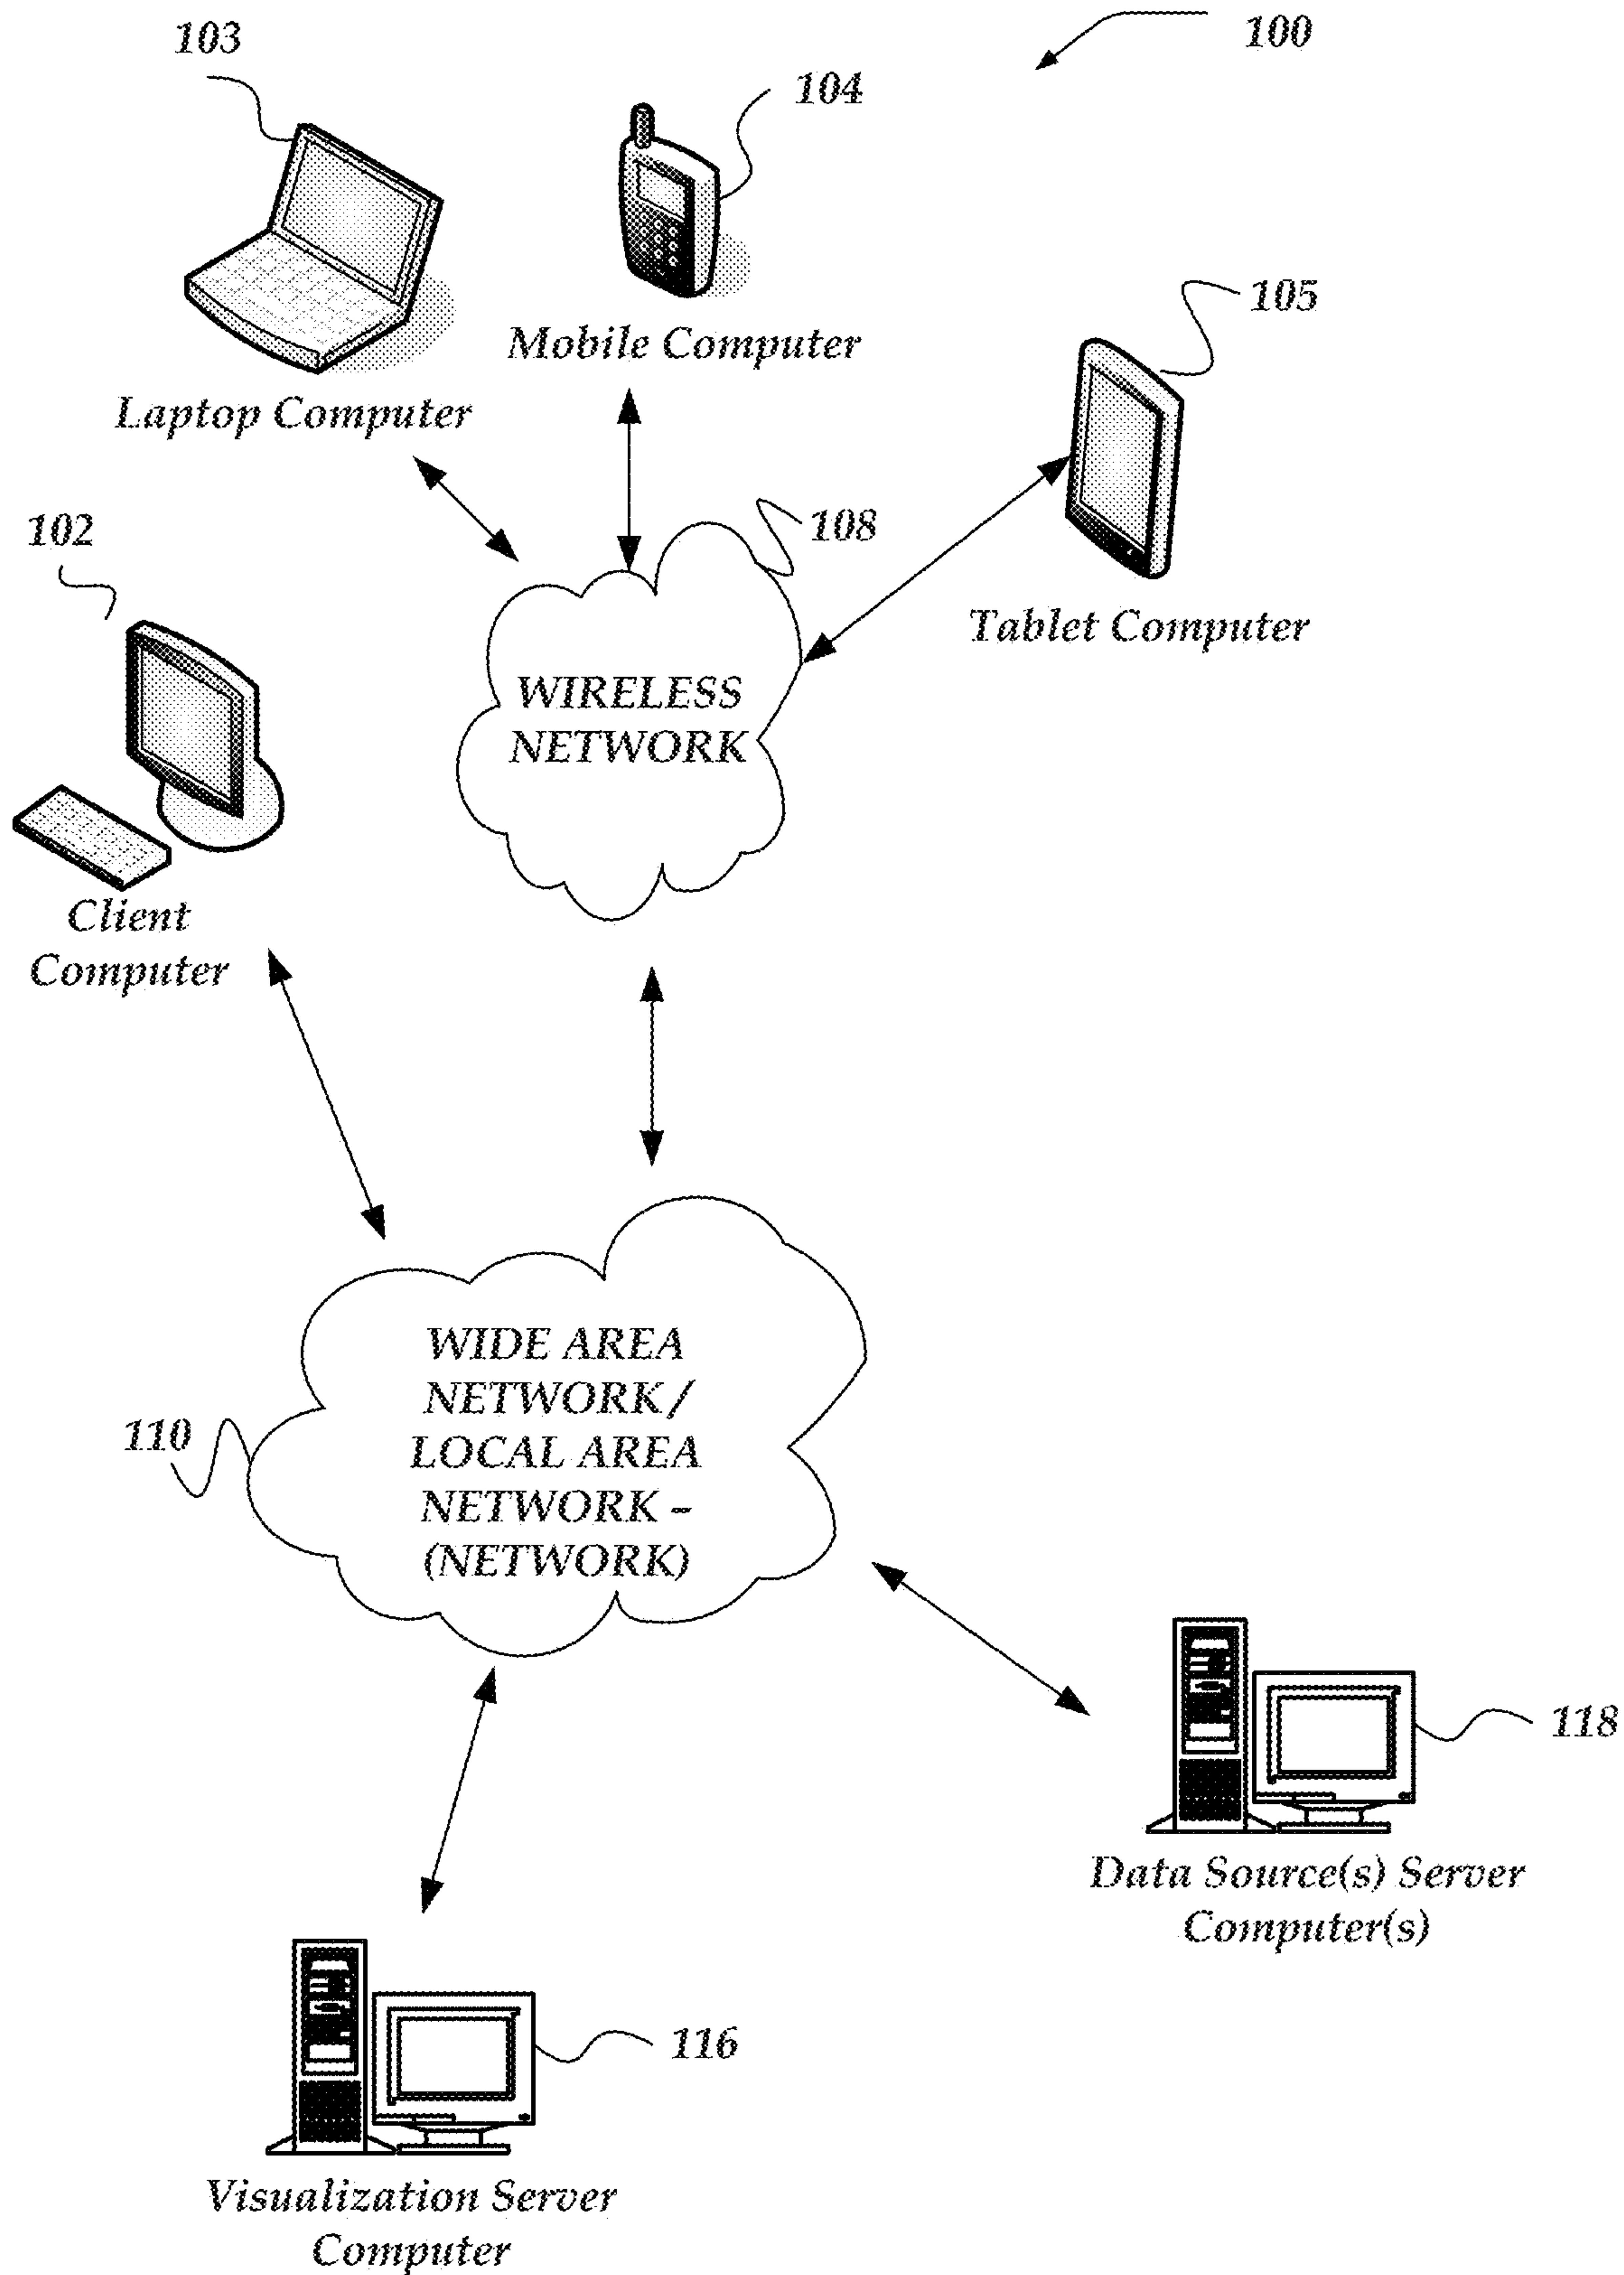 103
100
104
105
Mobile Computer
Laptop Computer
108
102
Tablet Computer
WIRELESS
NETWORK
Client
Computer
WIDE AREA
NETWORK /
LOCAL AREA
NETWORK –
(NETWORK)
110
118
Data Source(s) Server
Computer(s)
116
Visualization Server
Computer